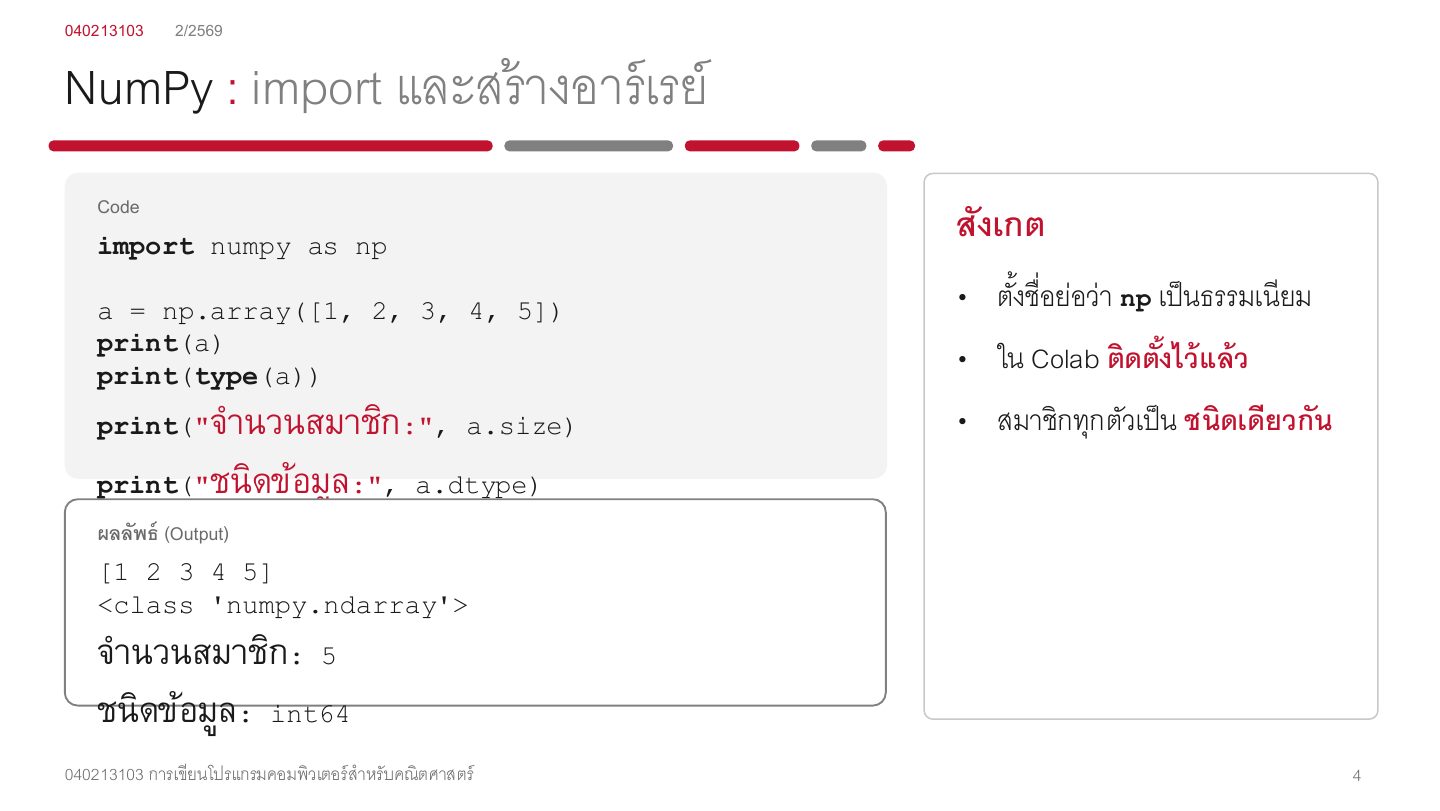 040213103 2/2569
NumPy : import และสร้างอาร์เรย์
Code
import numpy as np
a = np.array([1, 2, 3, 4, 5])
print(a)
print(type(a))
print("จำนวนสมาชิก:", a.size)
print("ชนิดข้อมูล:", a.dtype)
ผลลัพธ์ (Output)
[1 2 3 4 5]
<class 'numpy.ndarray'>
จำนวนสมาชิก: 5
ชนิดข้อมูล: int64
สังเกต
• ตั้งชื่อย่อว่า np เป็นธรรมเนียม
• ใน Colab ติดตั้งไว้แล้ว
• สมาชิกทุกตัวเป็น ชนิดเดียวกัน
040213103 การเขียนโปรแกรมคอมพิวเตอร์สำหรับคณิตศาสตร์ 4